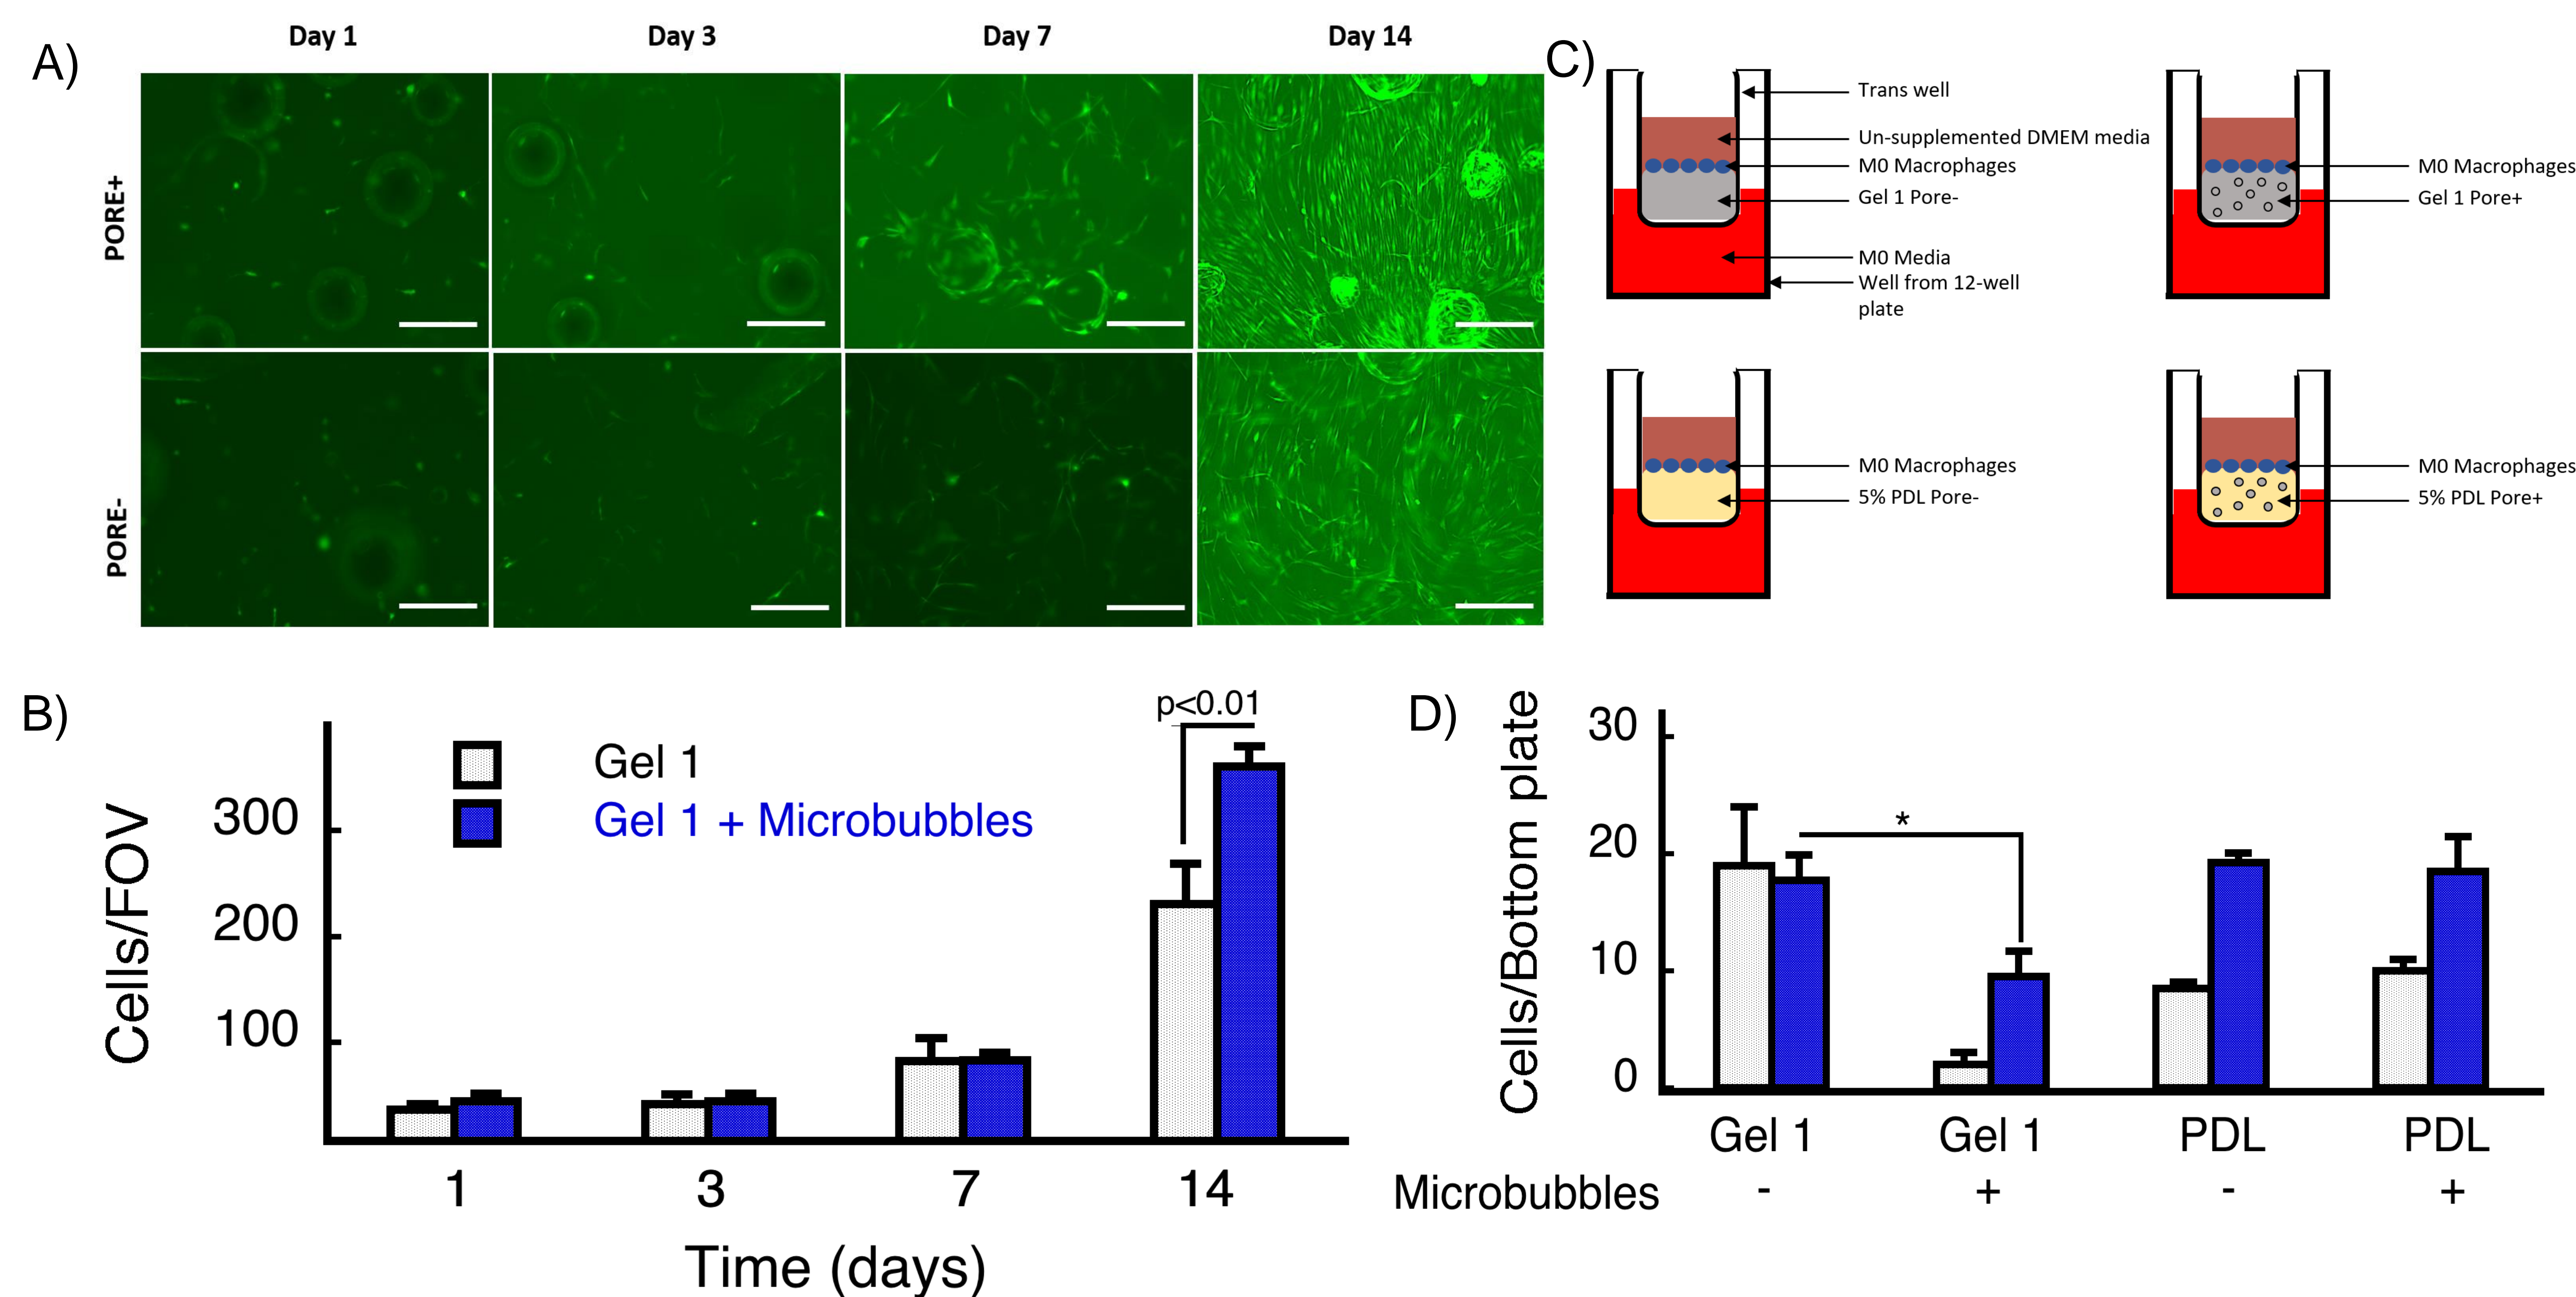 A)
Day 1
Day 3
Day 7
Day 14
PORE+
PORE-
C)
Trans well
Un-supplemented DMEM media
M0 Macrophages
Gel 1 Pore-
M0 Media
Well from 12-well
plate
M0 Macrophages
Gel 1 Pore+
M0 Macrophages
5% PDL Pore-
M0 Macrophages
5% PDL Pore+
B)
p<0.01
Gel 1
Gel 1 + Microbubbles
Cells/FOV
300
200
100
1 3 7 14
Time (days)
D)
Cells/Bottom plate
30
20
10
0
*
Gel 1 Gel 1 PDL PDL
Microbubbles - + - +